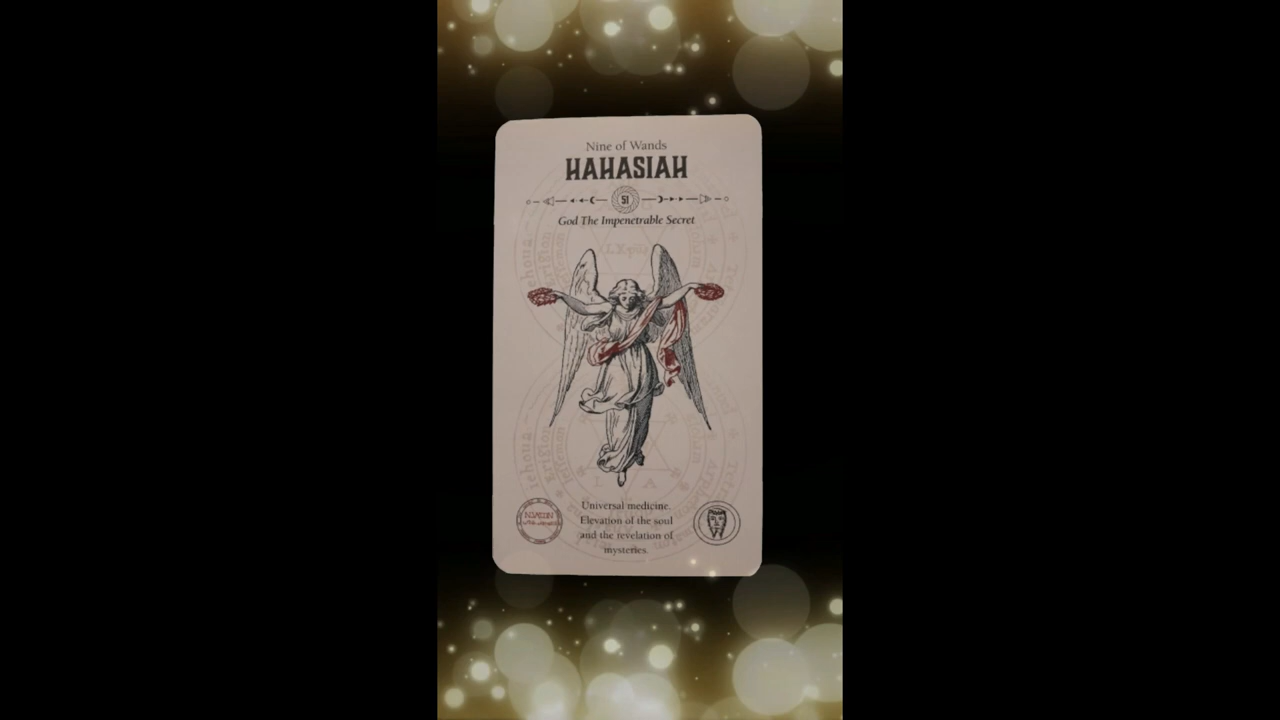 Nine of Wands
HAHASIAH
51
God The Impenetrable Secret
Universal medicine.
Elevation of the soul
and the revelation of
mysteries.